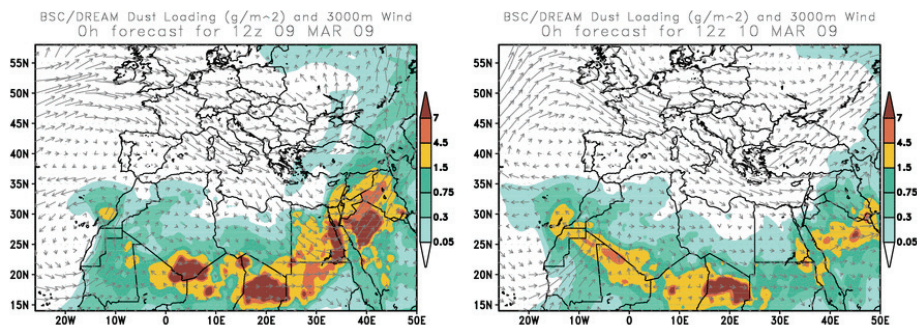 BSC/DREAM Dust Loading (g/m^2) and 3000m Wind
0h forecast for 12z 09 MAR 09
55N
50N
45N
40N
35N
30N
25N
20N
15N
20W 10W 0 10E 20E 30E 40E 50E
7
4.5
1.5
0.75
0.3
0.05
BSC/DREAM Dust Loading (g/m^2) and 3000m Wind
0h forecast for 12z 10 MAR 09
55N
50N
45N
40N
35N
30N
25N
20N
15N
20W 10W 0 10E 20E 30E 40E 50E
7
4.5
1.5
0.75
0.3
0.05